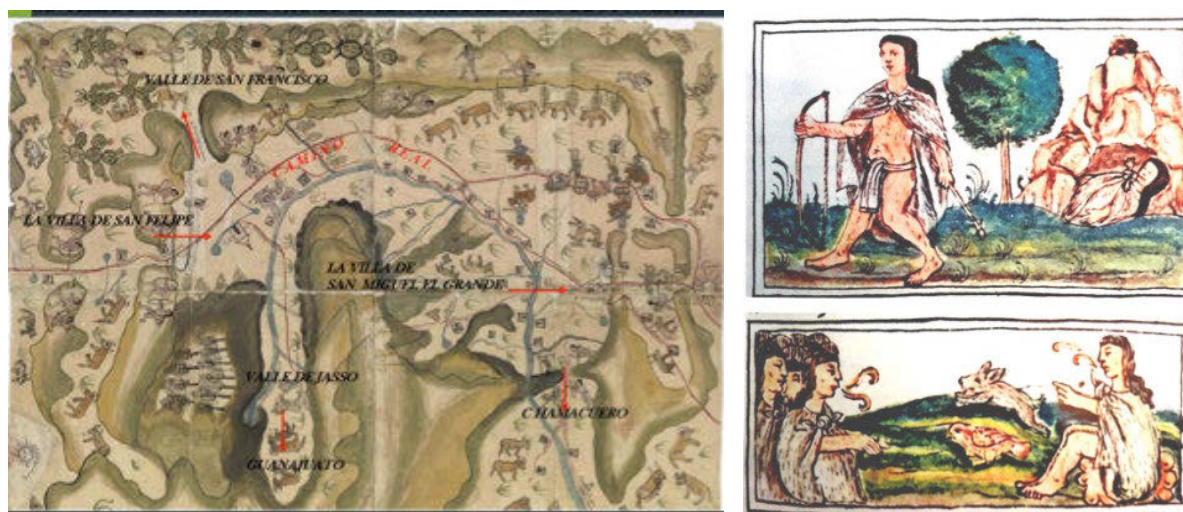 VALLE DE SAN FRANCISCO
CAMINO REAL
LA VILLA DE SAN FELIPE
LA VILLA DE
SAN MIGUEL EL GRANDE
VALLE DE JASSO
CHAMACUERO
GUANAJUATO